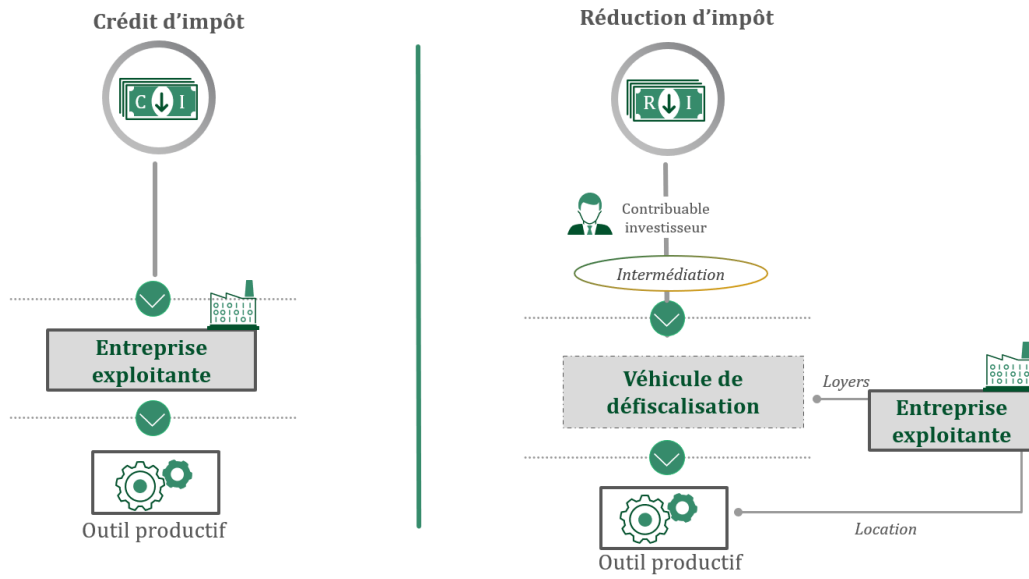 Crédit d’impôt
C I
Entreprise
exploitante
Outil productif
Réduction d’impôt
R I
Contribuable
investisseur
Intermédiation
Véhicule de
défiscalisation
Loyers
Entreprise
exploitante
Location
Outil productif